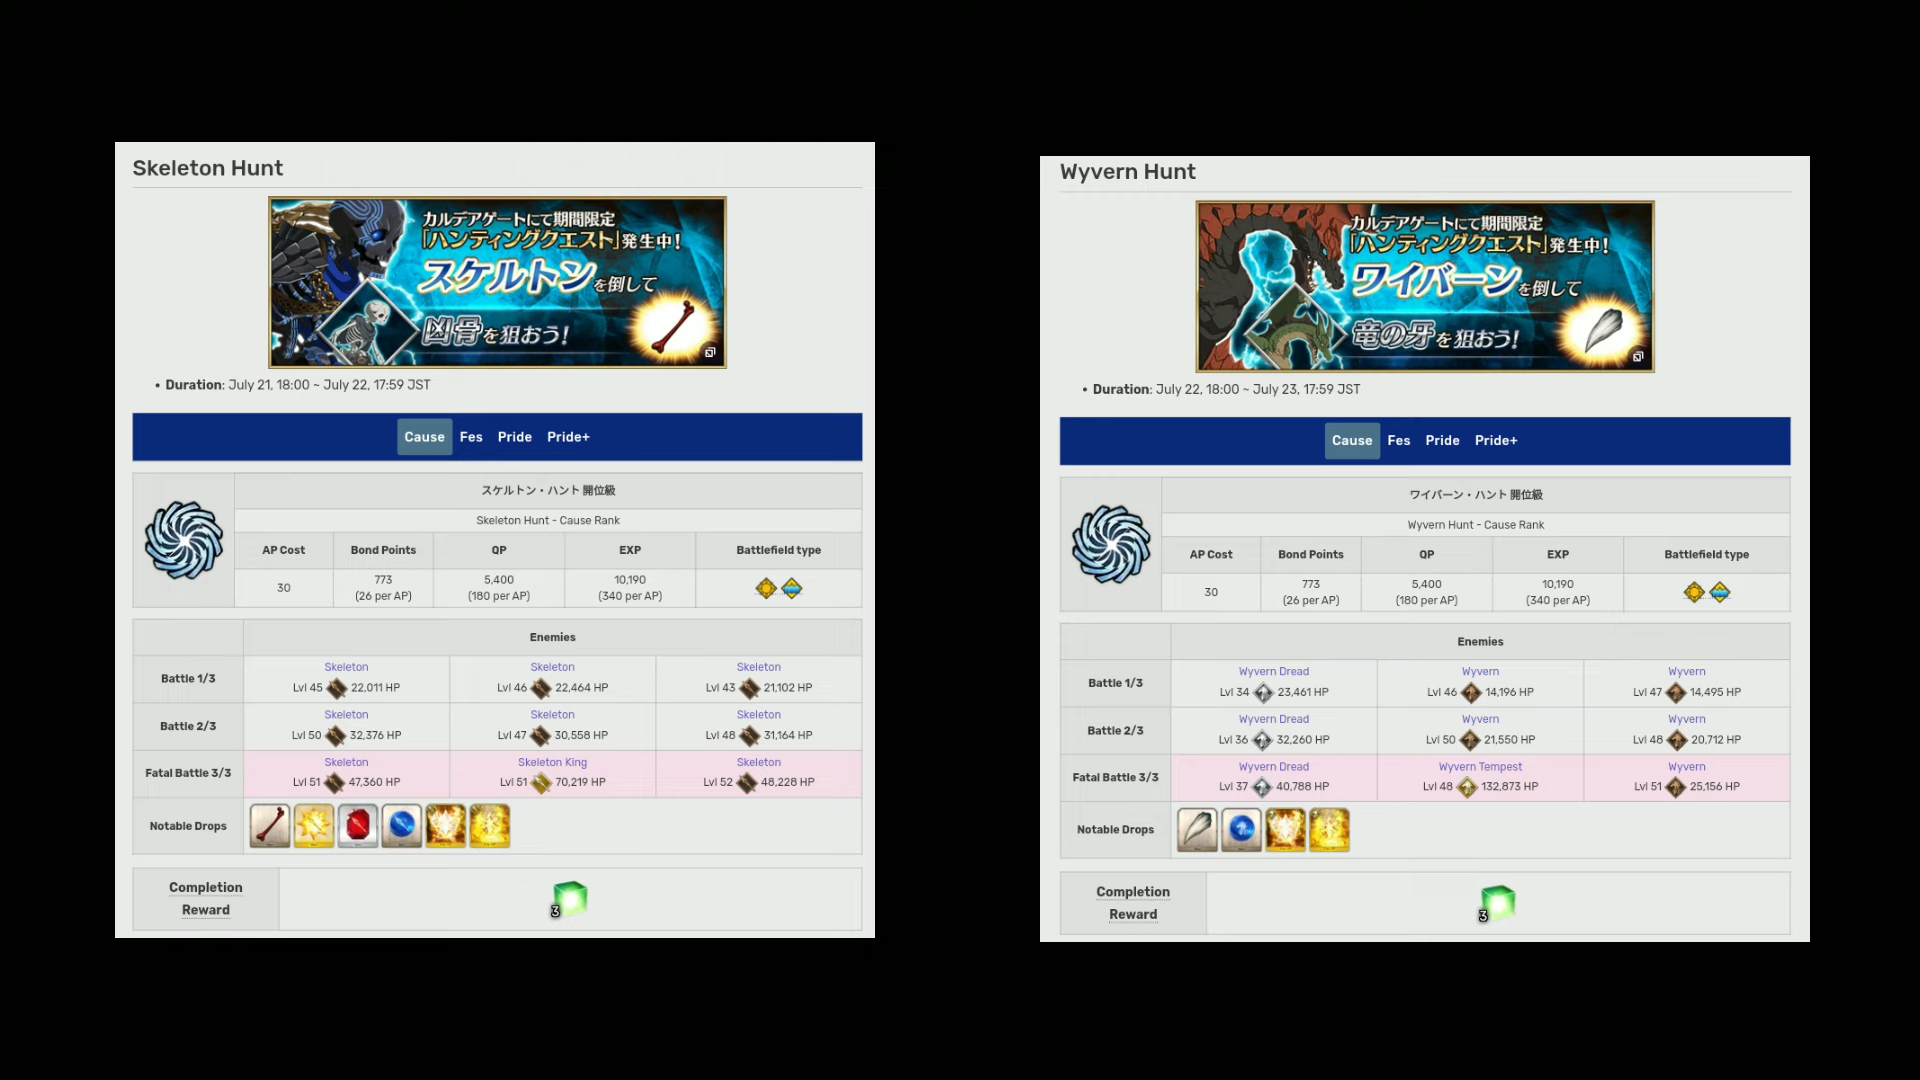 Skeleton Hunt
カルデアゲートにて期間限定
「ハンティングクエスト」発生中!
スケルトンを倒して
凶骨を狙おう!
• Duration: July 21, 18:00 ~ July 22, 17:59 JST
Cause Fes Pride Pride+
スケルトン・ハント 開位級
Skeleton Hunt - Cause Rank
AP Cost Bond Points QP EXP Battlefield type
30 773 5,400 10,190
(26 per AP) (180 per AP) (340 per AP)
Enemies
Battle 1/3
Skeleton Skeleton Skeleton
Lvl 45 22,011 HP Lvl 46 22,464 HP Lvl 43 21,102 HP
Battle 2/3
Skeleton Skeleton Skeleton
Lvl 50 32,376 HP Lvl 47 30,558 HP Lvl 48 31,164 HP
Fatal Battle 3/3
Skeleton Skeleton King Skeleton
Lvl 51 47,360 HP Lvl 51 70,219 HP Lvl 52 48,228 HP
Notable Drops
Completion
Reward
3
Wyvern Hunt
カルデアゲートにて期間限定
「ハンティングクエスト」発生中!
ワイバーンを倒して
竜の牙を狙おう!
• Duration: July 22, 18:00 ~ July 23, 17:59 JST
Cause Fes Pride Pride+
ワイバーン・ハント 開位級
Wyvern Hunt - Cause Rank
AP Cost Bond Points QP EXP Battlefield type
30 773 5,400 10,190
(26 per AP) (180 per AP) (340 per AP)
Enemies
Battle 1/3
Wyvern Dread Wyvern Wyvern
Lvl 34 23,461 HP Lvl 46 14,196 HP Lvl 47 14,495 HP
Battle 2/3
Wyvern Dread Wyvern Wyvern
Lvl 36 32,260 HP Lvl 50 21,550 HP Lvl 48 20,712 HP
Fatal Battle 3/3
Wyvern Dread Wyvern Tempest Wyvern
Lvl 37 40,788 HP Lvl 48 132,873 HP Lvl 51 25,156 HP
Notable Drops
Completion
Reward
3